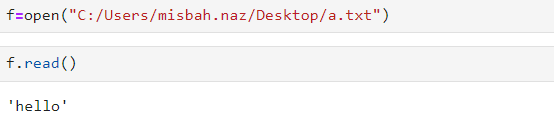 f=open("C:/Users/misbah.naz/Desktop/a.txt")
f.read()
'hello'